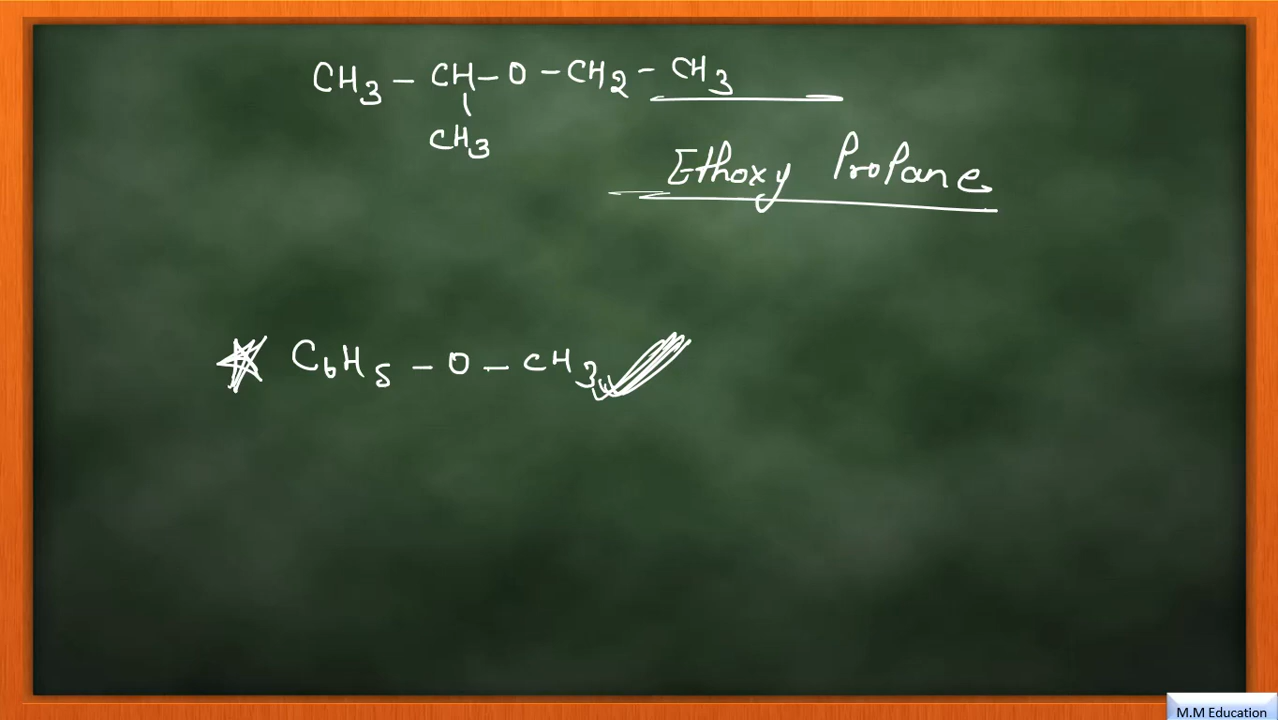 CH3 - CH - O - CH2 - CH3
CH3
Ethoxy Propane
C6H5 - O - CH3
M.M Education